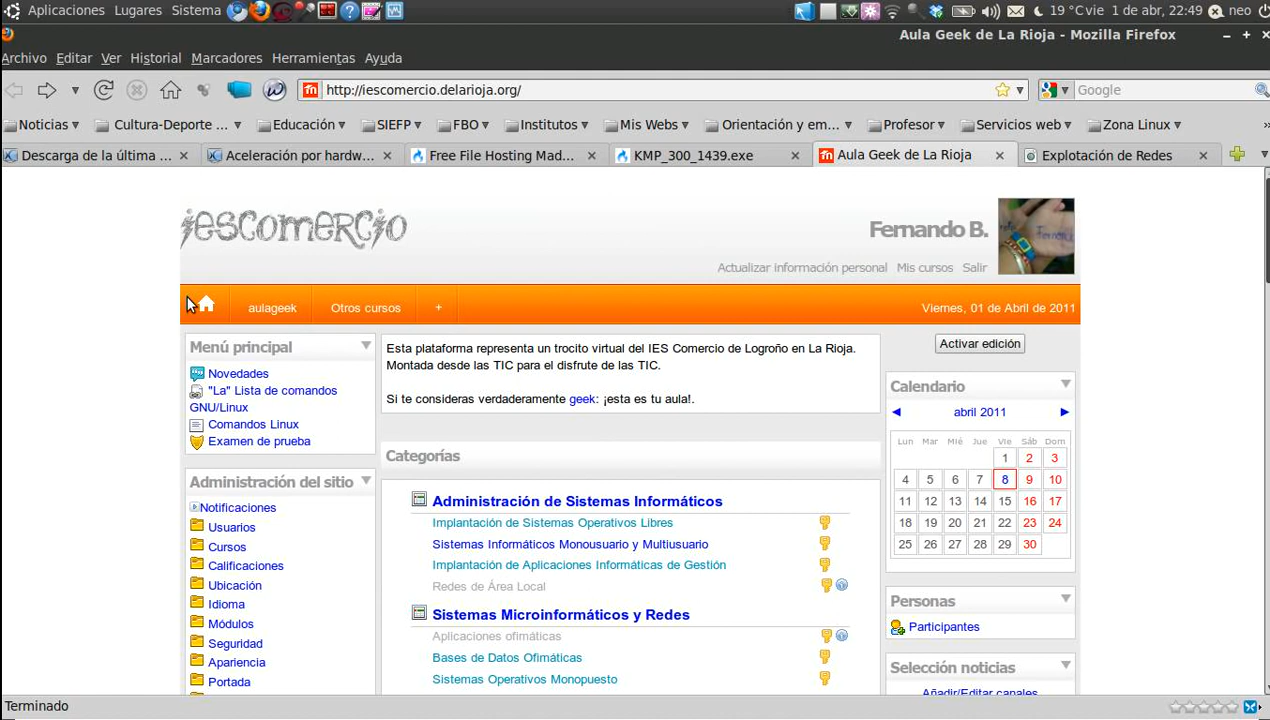 Aplicaciones Lugares Sistema
19 °C vie 1 de abr, 22:49 neo
Aula Geek de La Rioja - Mozilla Firefox
Archivo Editar Ver Historial Marcadores Herramientas Ayuda
http://iescomercio.delarioja.org/
Google
Noticias Cultura-Deporte ... Educación SIEFP FBO Institutos Mis Webs Orientación y em... Profesor Servicios web Zona Linux »
Descarga de la última ... Aceleración por hardw... Free File Hosting Mad... KMP_300_1439.exe Aula Geek de La Rioja Explotación de Redes
iescomercio
Fernando B.
Actualizar información personal Mis cursos Salir
aulageek Otros cursos + Viernes, 01 de Abril de 2011
Menú principal
Novedades
"La" Lista de comandos
GNU/Linux
Comandos Linux
Examen de prueba
Administración del sitio
Notificaciones
Usuarios
Cursos
Calificaciones
Ubicación
Idioma
Módulos
Seguridad
Apariencia
Portada
Esta plataforma representa un trocito virtual del IES Comercio de Logroño en La Rioja.
Montada desde las TIC para el disfrute de las TIC.
Si te consideras verdaderamente geek: ¡esta es tu aula!.
Categorías
Administración de Sistemas Informáticos
Implantación de Sistemas Operativos Libres
Sistemas Informáticos Monousuario y Multiusuario
Implantación de Aplicaciones Informáticas de Gestión
Redes de Área Local
Sistemas Microinformáticos y Redes
Aplicaciones ofimáticas
Bases de Datos Ofimáticas
Sistemas Operativos Monopuesto
Activar edición
Calendario
abril 2011
Lun Mar Mié Jue Vie Sáb Dom
1 2 3
4 5 6 7 8 9 10
11 12 13 14 15 16 17
18 19 20 21 22 23 24
25 26 27 28 29 30
Personas
Participantes
Selección noticias
Añadir/Editar canales
Terminado